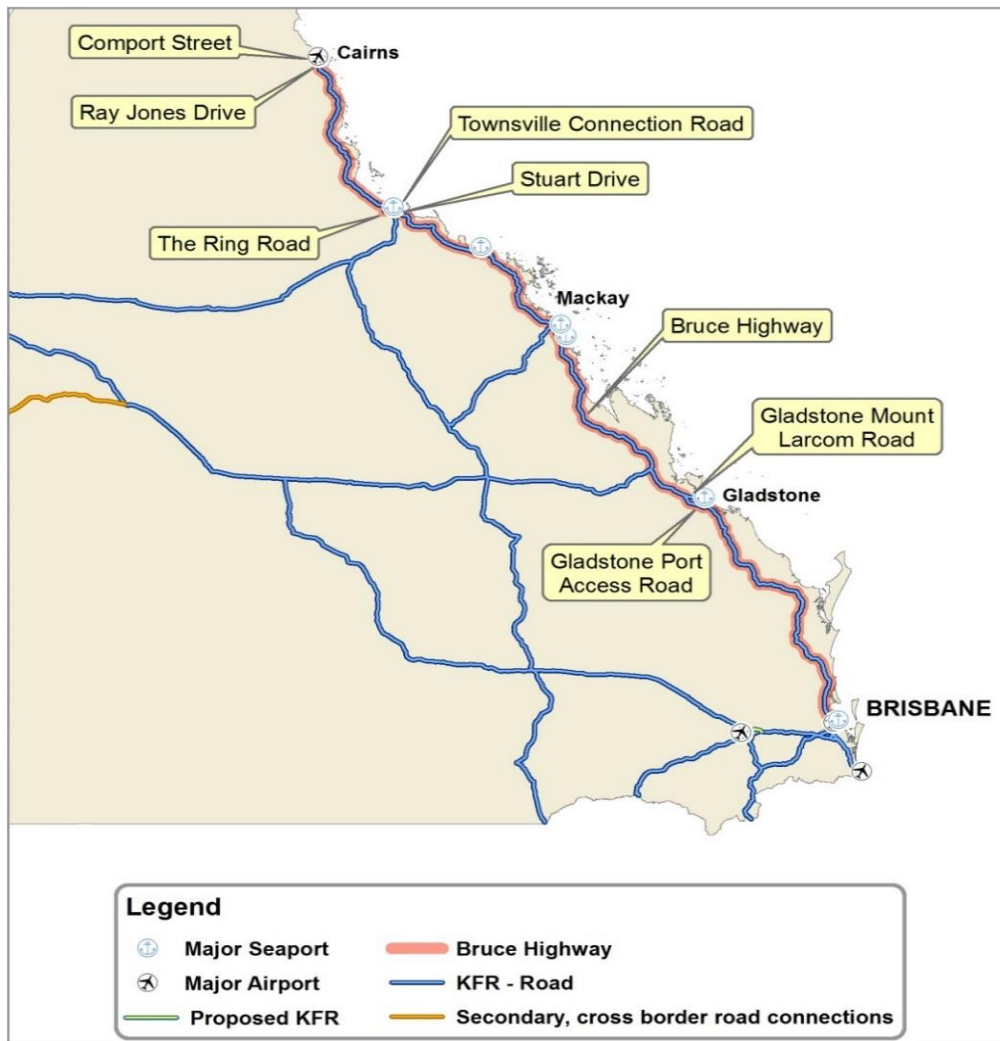 Comport Street
Cairns
Ray Jones Drive
Townsville Connection Road
Stuart Drive
The Ring Road
Mackay
Bruce Highway
Gladstone Mount
Larcom Road
Gladstone
Gladstone Port
Access Road
BRISBANE
Legend
Major Seaport
Bruce Highway
Major Airport
KFR - Road
Proposed KFR
Secondary, cross border road connections